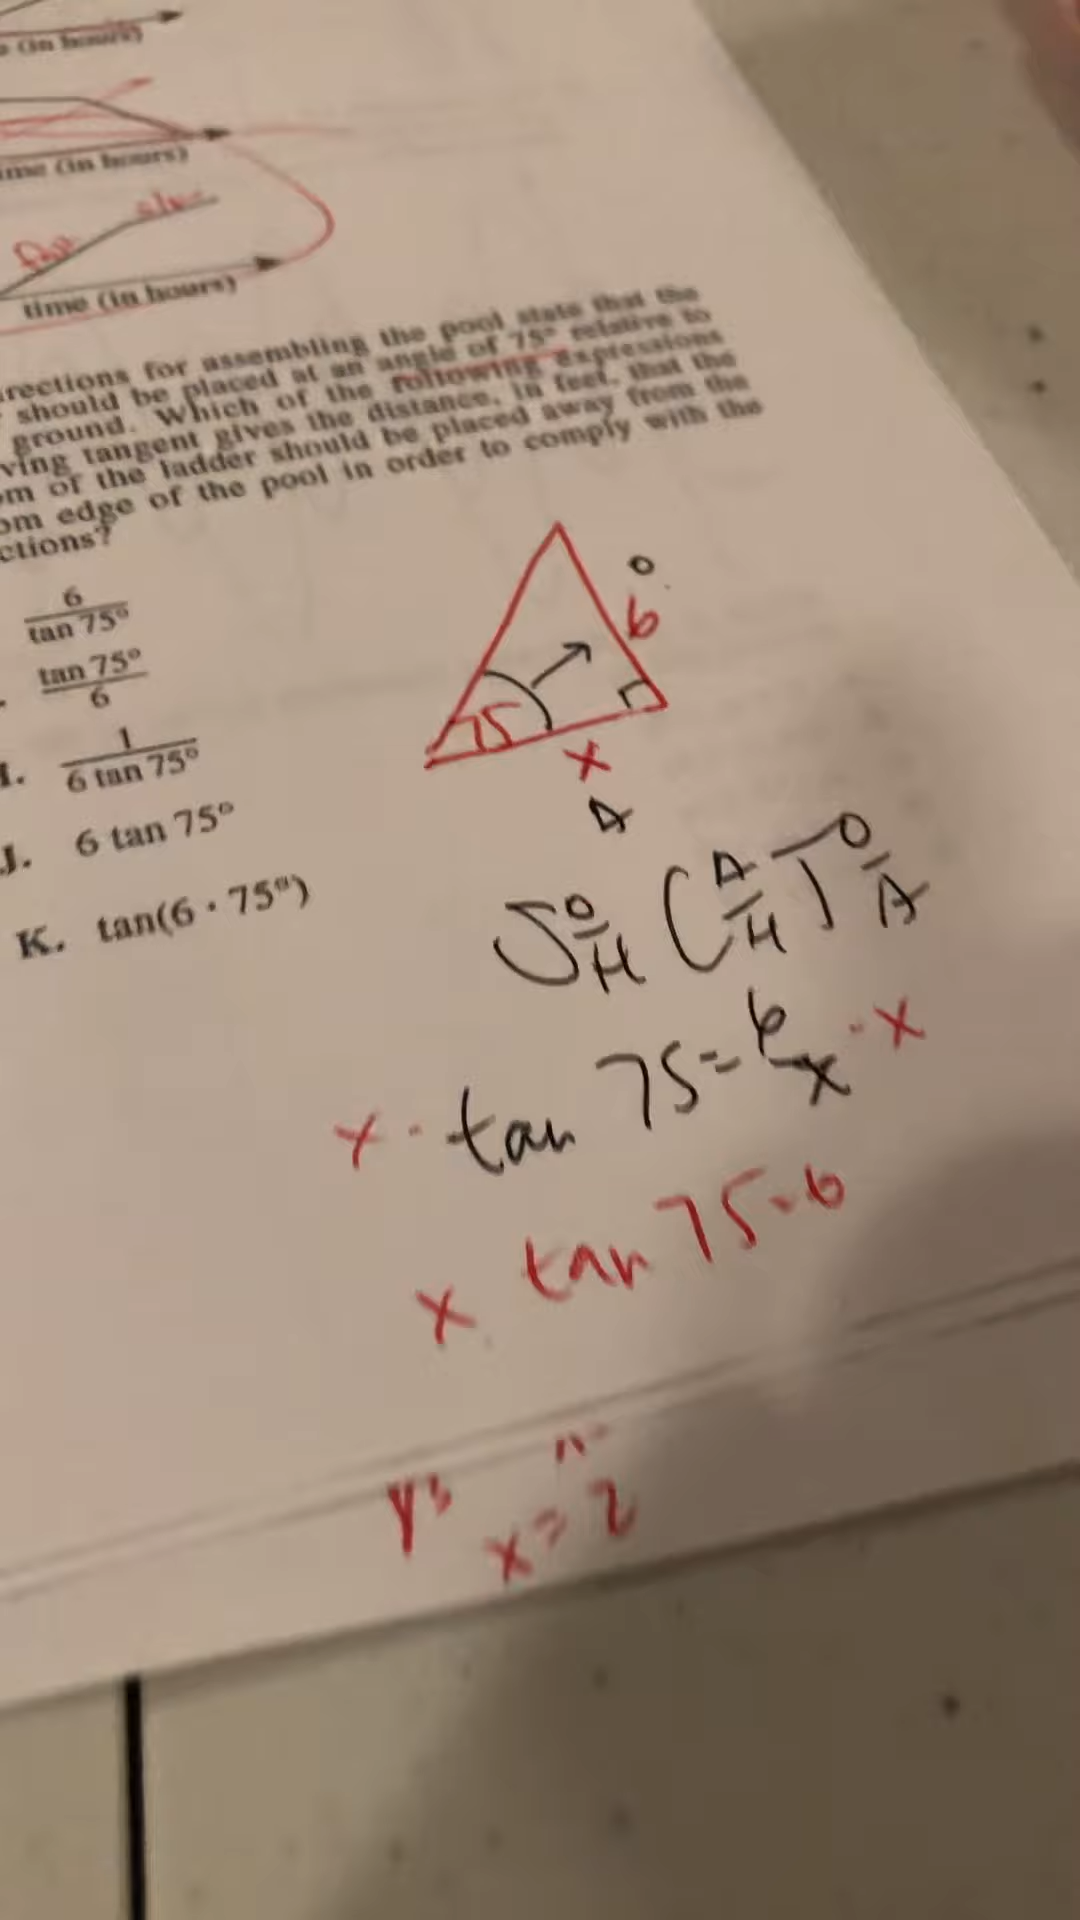 (in hours)
(in hours)
time (in hours)
rections for assembling the pool state that the
should be placed at an angle of 75° relative to
ground. Which of the following expressions
ving tangent gives the distance, in feet, that the
om of the ladder should be placed away from the
om edge of the pool in order to comply with the
ctions?
6
tan 75°
tan 75°
6
1
6 tan 75°
J. 6 tan 75°
K. tan(6 · 75°)
O
6
75
x
A
S O/H C A/H T O/A
x · tan 75 = 6/x · x
x tan 75 = 6
x = 2